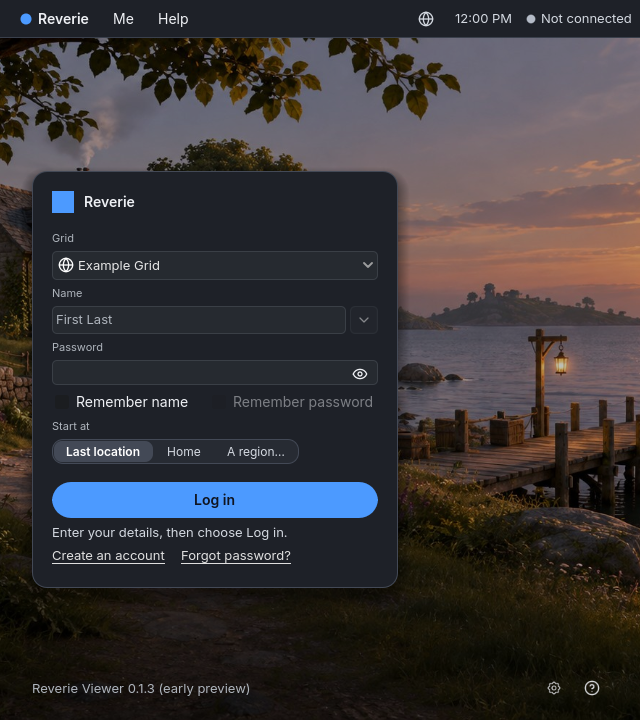 Reverie Me Help 12:00 PM Not connected
Reverie
Grid
Example Grid
Name
First Last
Password
Remember name Remember password
Start at
Last location Home A region...
Log in
Enter your details, then choose Log in.
Create an account Forgot password?
Reverie Viewer 0.1.3 (early preview)